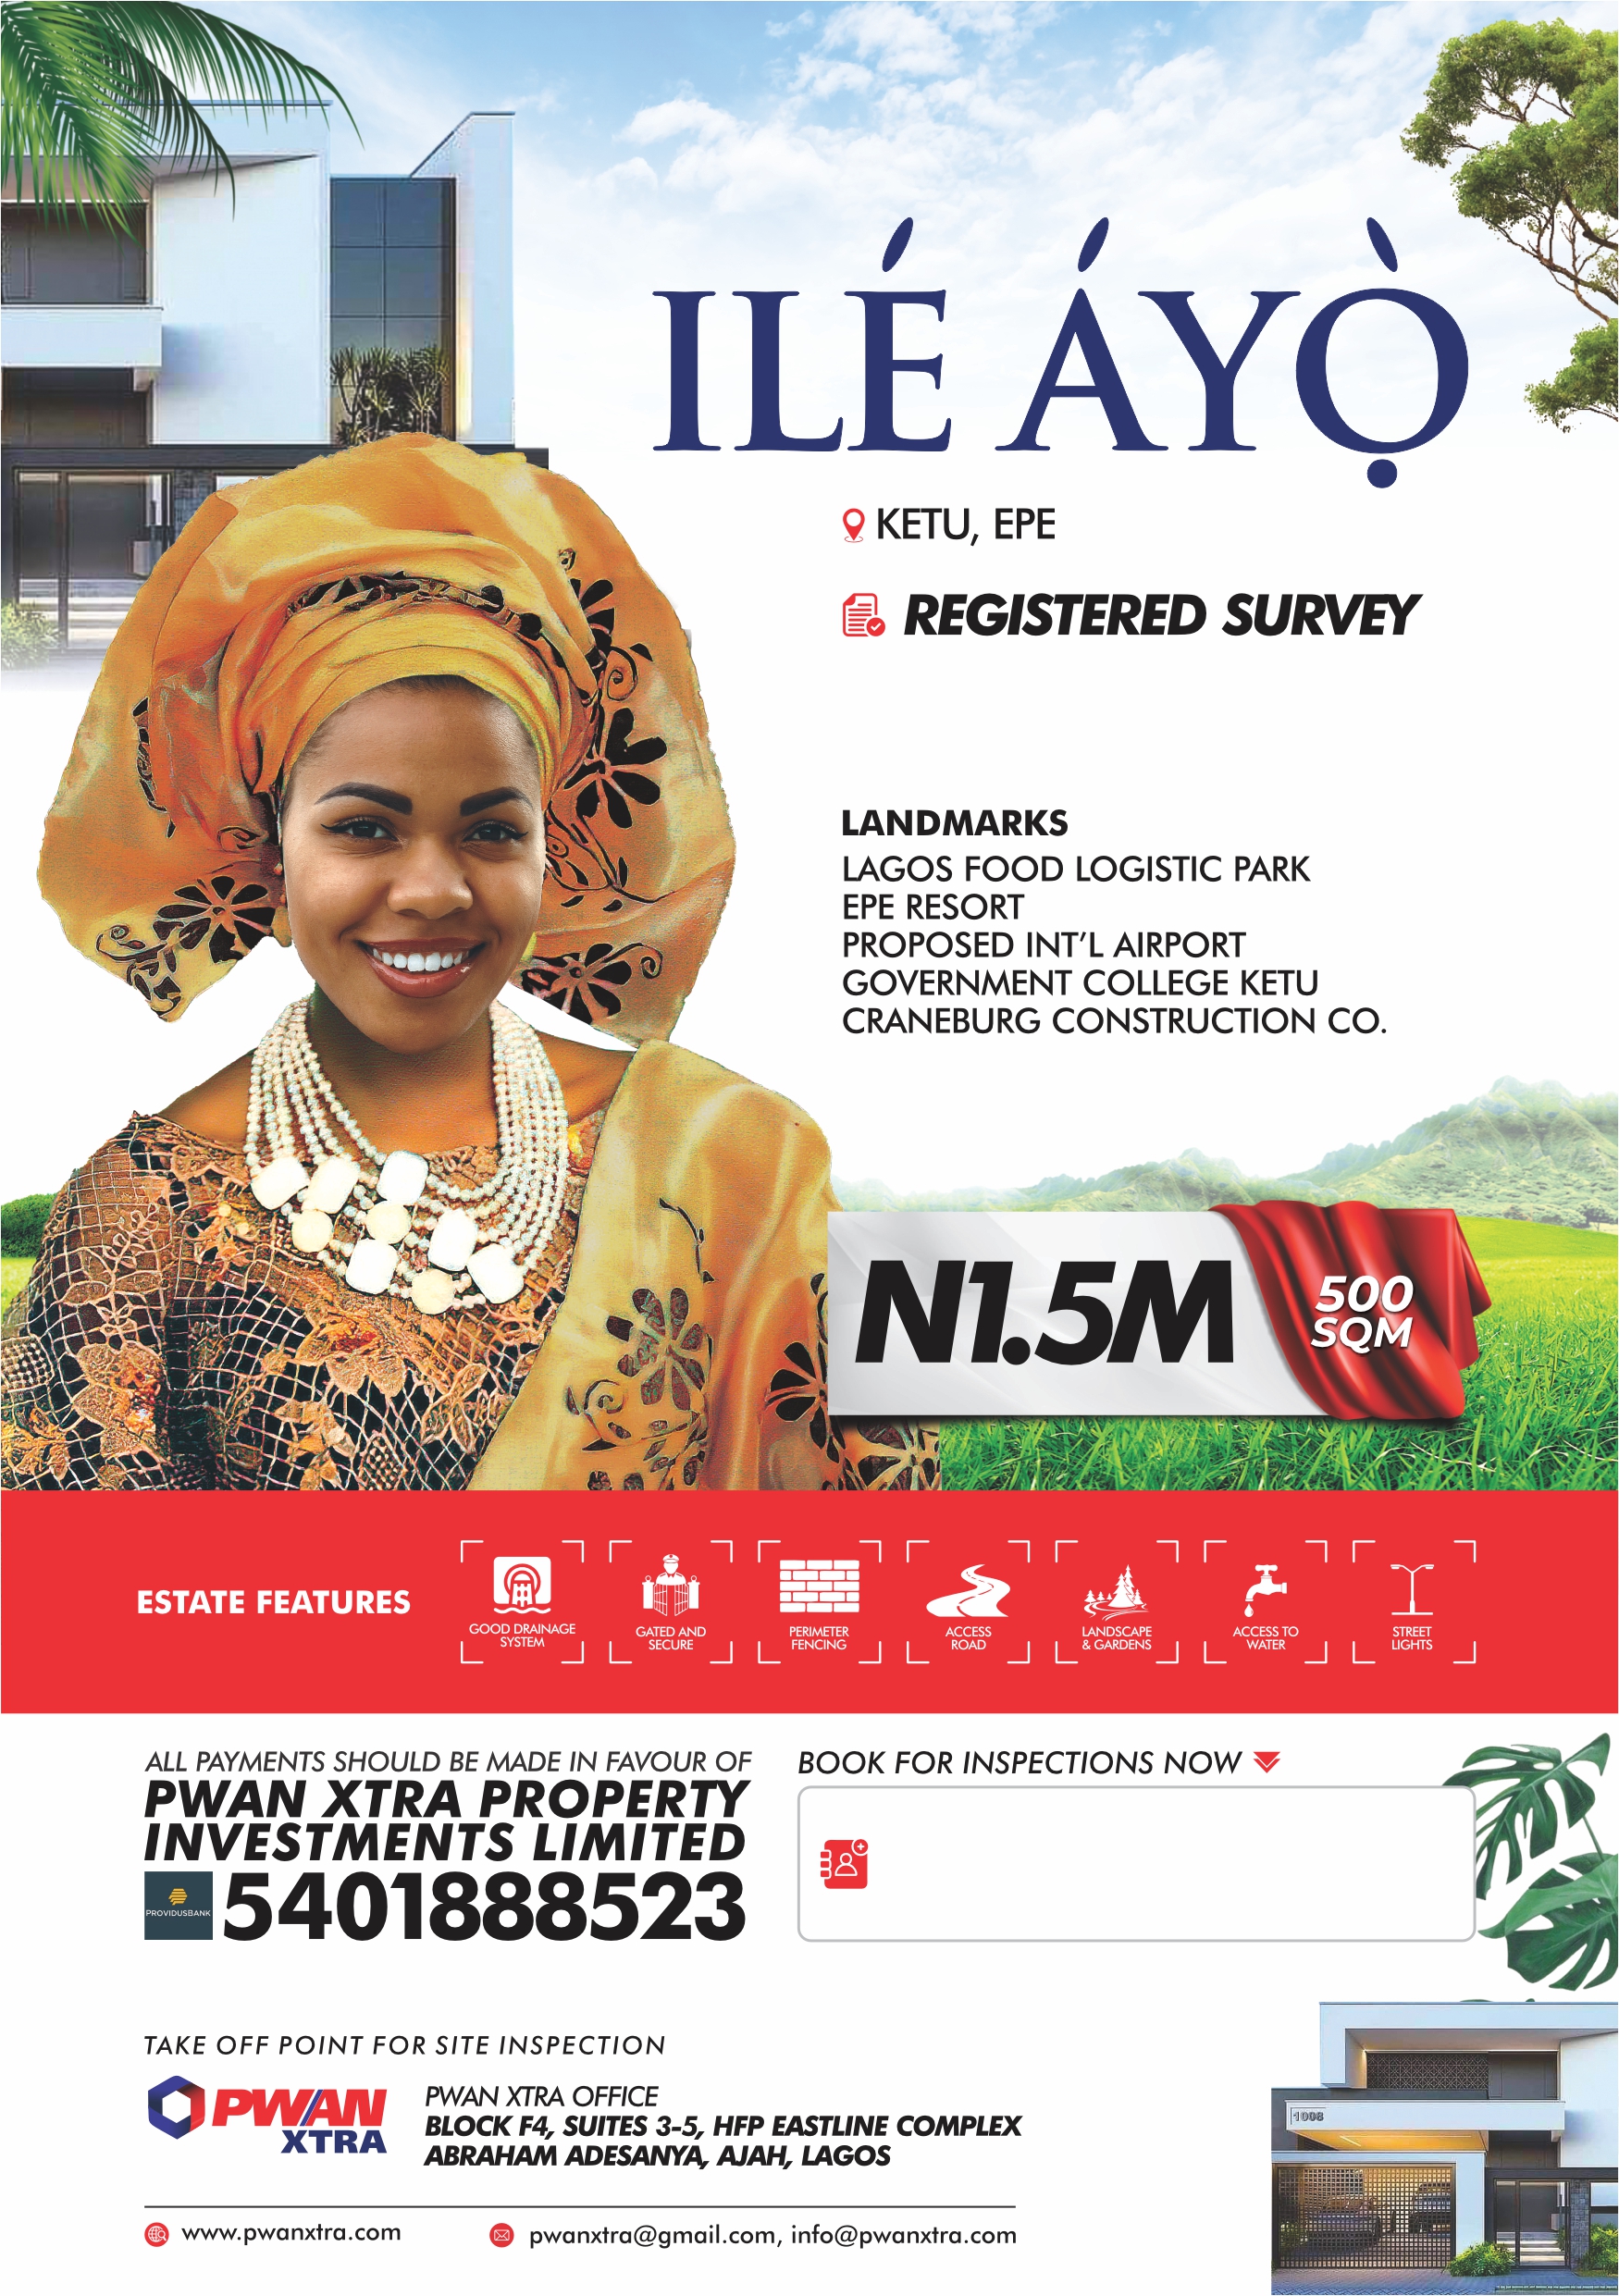 ILÉ ÁYỌ̀
KETU, EPE
REGISTERED SURVEY
LANDMARKS
LAGOS FOOD LOGISTIC PARK
EPE RESORT
PROPOSED INT'L AIRPORT
GOVERNMENT COLLEGE KETU
CRANEBURG CONSTRUCTION CO.
N1.5M
500
SQM
ESTATE FEATURES
GOOD DRAINAGE
SYSTEM
GATED AND
SECURE
PERIMETER
FENCING
ACCESS
ROAD
LANDSCAPE
& GARDENS
ACCESS TO
WATER
STREET
LIGHTS
ALL PAYMENTS SHOULD BE MADE IN FAVOUR OF
PWAN XTRA PROPERTY
INVESTMENTS LIMITED
PROVIDUSBANK
5401888523
BOOK FOR INSPECTIONS NOW
TAKE OFF POINT FOR SITE INSPECTION
PWAN
XTRA
PWAN XTRA OFFICE
BLOCK F4, SUITES 3-5, HFP EASTLINE COMPLEX
ABRAHAM ADESANYA, AJAH, LAGOS
1008
www.pwanxtra.com
pwanxtra@gmail.com, info@pwanxtra.com